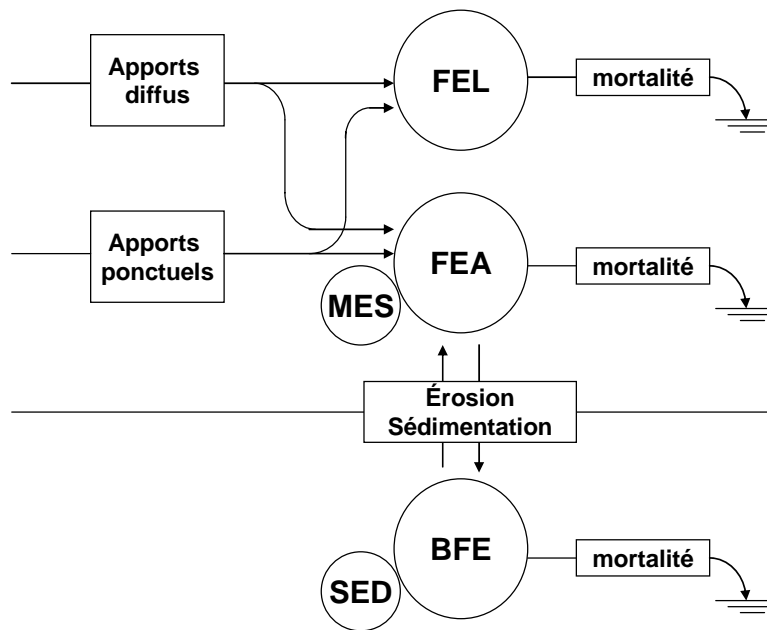 Apports
diffus
FEL
mortalité
Apports
ponctuels
FEA
mortalité
MES
Érosion
Sédimentation
BFE
mortalité
SED